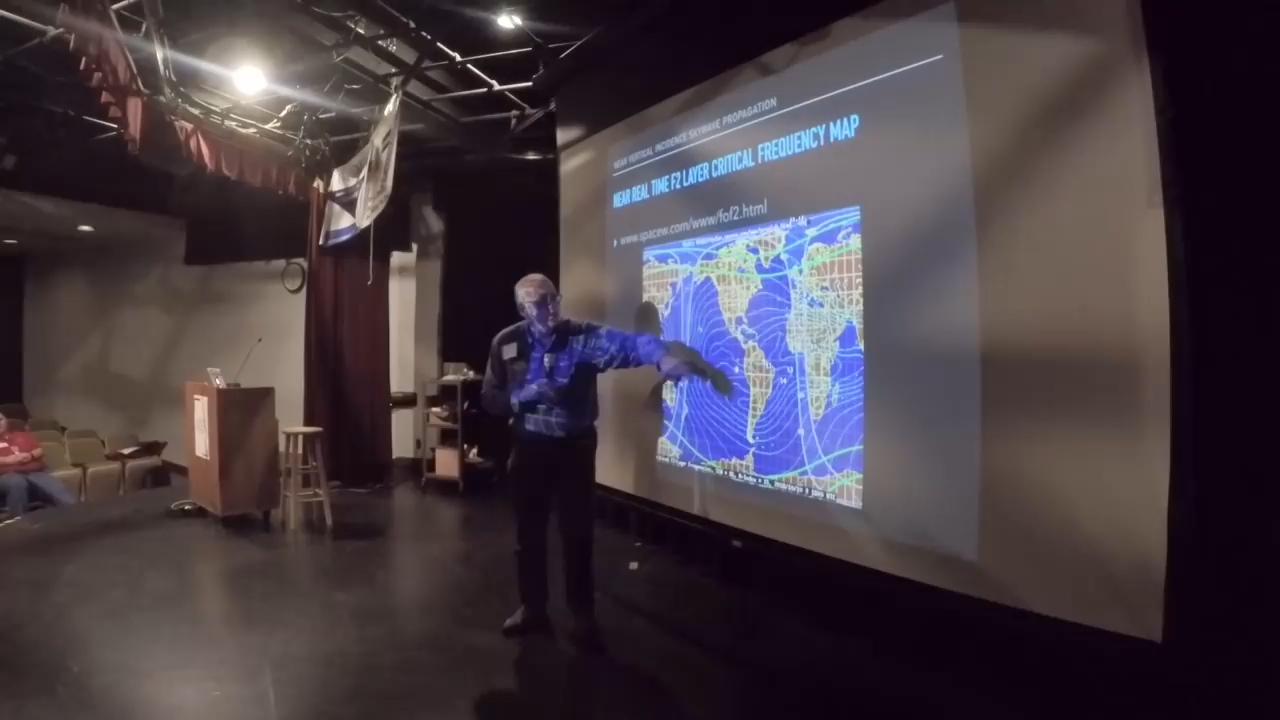 NEAR VERTICAL INCIDENCE SKYWAVE PROPAGATION
NEAR REAL TIME F2 LAYER CRITICAL FREQUENCY MAP
www.spacew.com/www/fof2.html